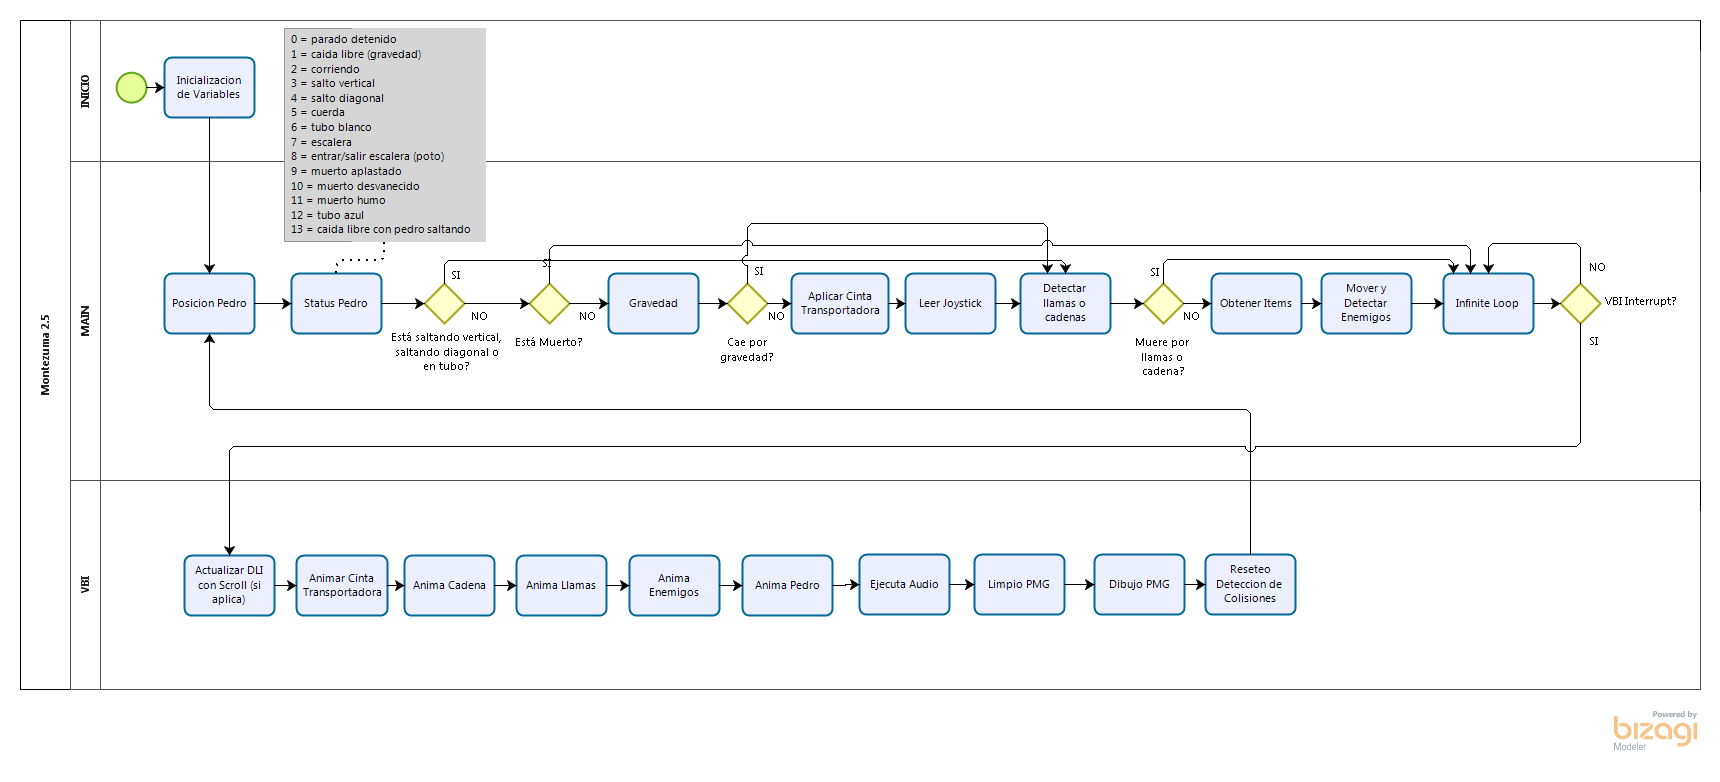 Montezuma 2.5
INICIO
Inicializacion
de Variables
0 = parado detenido
1 = caida libre (gravedad)
2 = corriendo
3 = salto vertical
4 = salto diagonal
5 = cuerda
6 = tubo blanco
7 = escalera
8 = entrar/salir escalera (poto)
9 = muerto aplastado
10 = muerto desvanecido
11 = muerto humo
12 = tubo azul
13 = caida libre con pedro saltando
MAIN
Posicion Pedro
Status Pedro
SI
NO
Está saltando vertical,
saltando diagonal o
en tubo?
SI
NO
Está Muerto?
Gravedad
SI
NO
Cae por
gravedad?
Aplicar Cinta
Transportadora
Leer Joystick
Detectar
llamas o
cadenas
SI
NO
Muere por
llamas o
cadena?
Obtener Items
Mover y
Detectar
Enemigos
Infinite Loop
NO
VBI Interrupt?
SI
VBI
Actualizar DLI
con Scroll (si
aplica)
Animar Cinta
Transportadora
Anima Cadena
Anima Llamas
Anima
Enemigos
Anima Pedro
Ejecuta Audio
Limpio PMG
Dibujo PMG
Reseteo
Deteccion de
Colisiones
Powered by
bizagi
Modeler